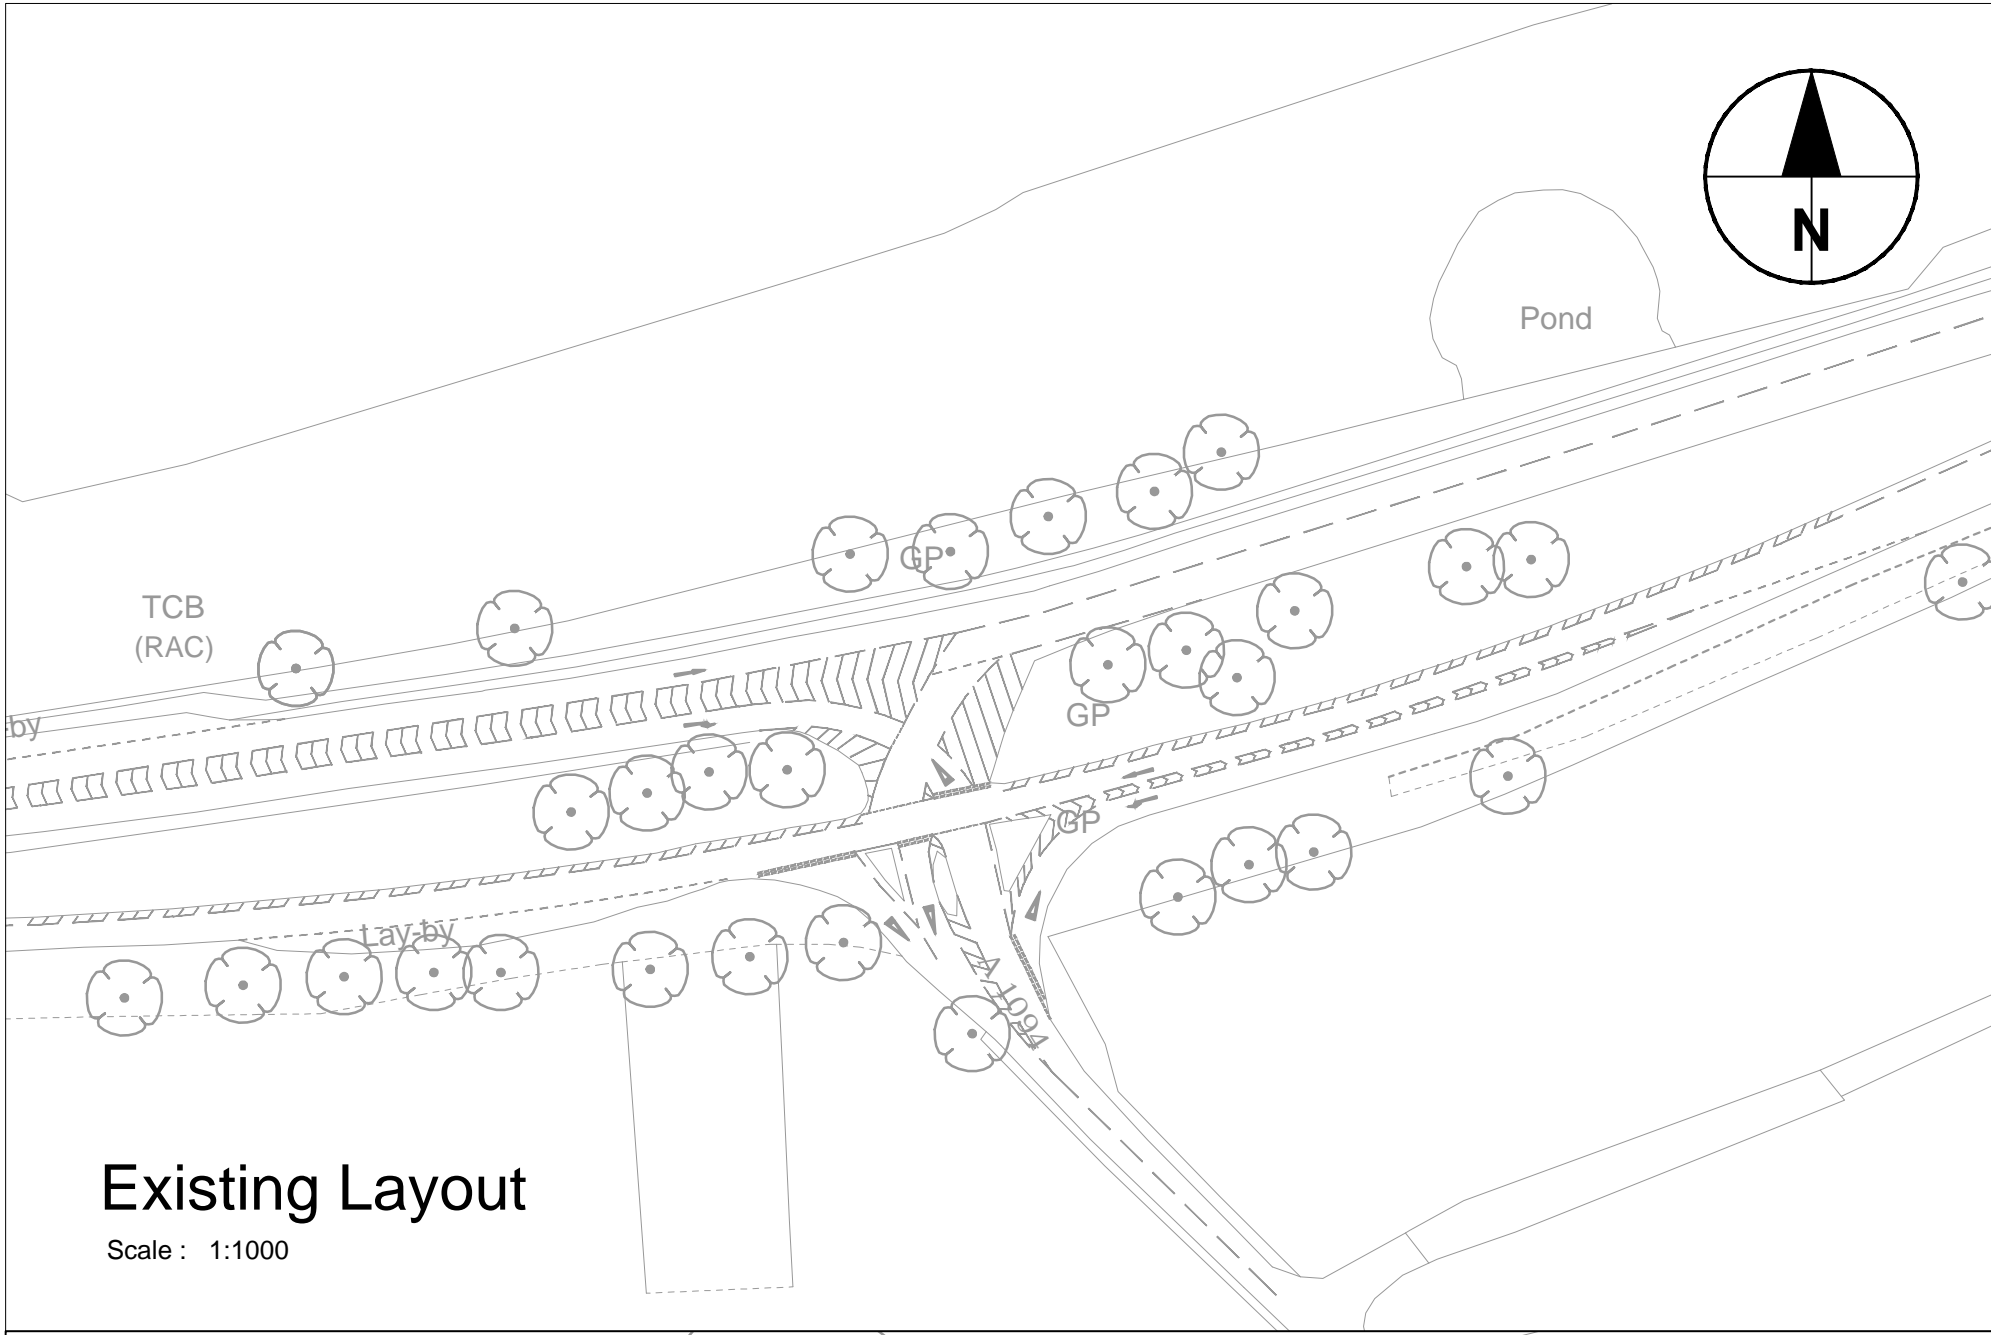 N
Pond
GP
TCB
(RAC)
-by
GP
GP
Lay-by
A 1094
Existing Layout
Scale : 1:1000